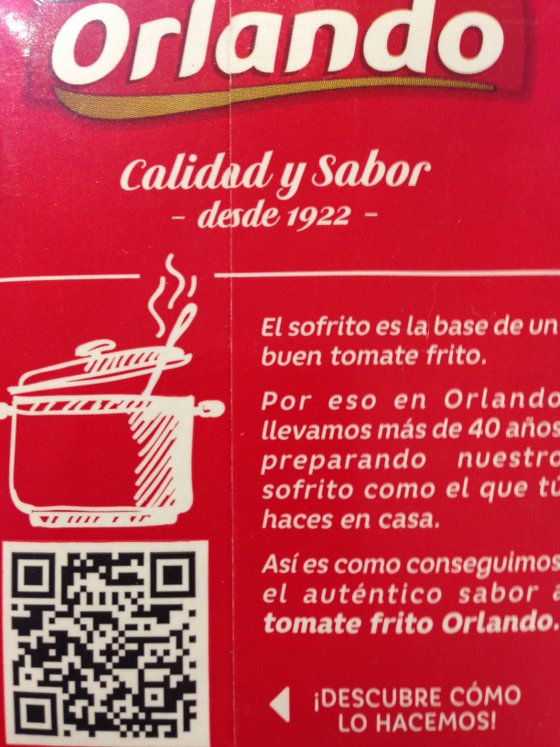 Orlando
Calidad y Sabor
- desde 1922 -
El sofrito es la base de un
buen tomate frito.
Por eso en Orlando
llevamos más de 40 años
preparando nuestro
sofrito como el que tú
haces en casa.
Así es como conseguimos
el auténtico sabor a
tomate frito Orlando.
¡DESCUBRE CÓMO
LO HACEMOS!